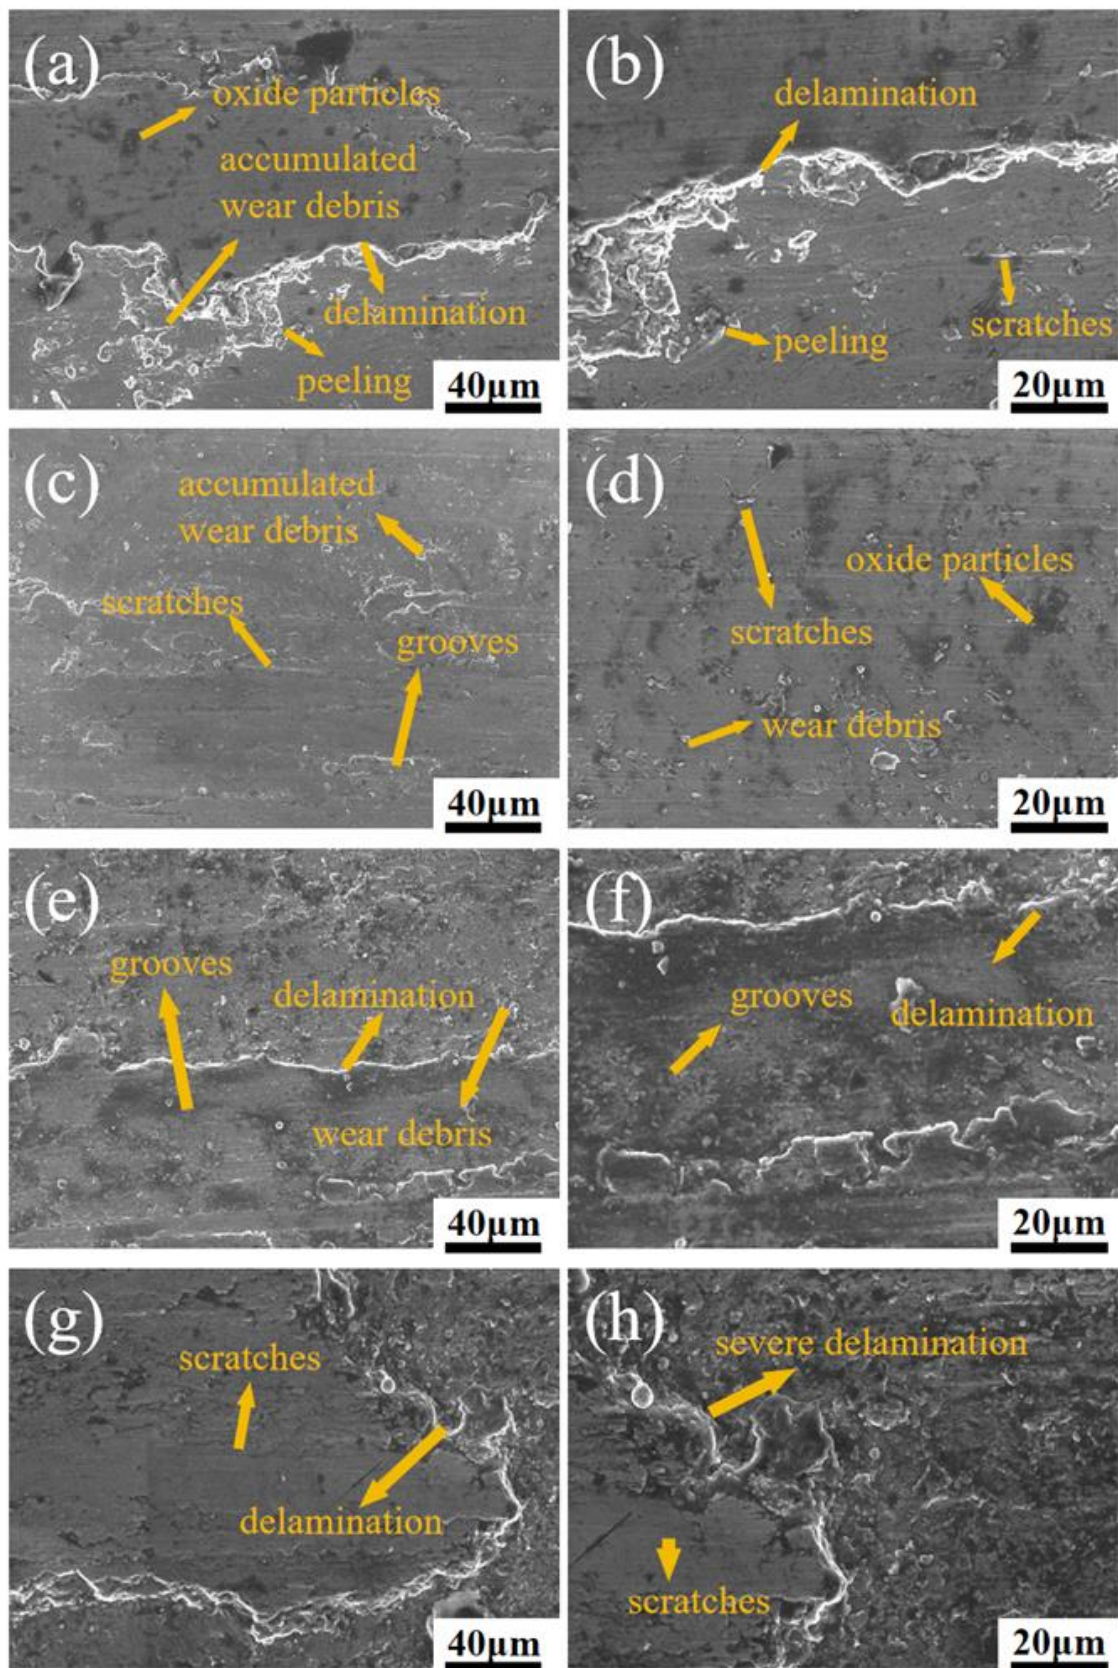 (a)
oxide particles
accumulated
wear debris
delamination
peeling
40μm
(b)
delamination
scratches
peeling
20μm
(c)
accumulated
wear debris
scratches
grooves
40μm
(d)
oxide particles
scratches
wear debris
20μm
(e)
grooves
delamination
wear debris
40μm
(f)
grooves
delamination
20μm
(g)
scratches
delamination
40μm
(h)
severe delamination
scratches
20μm